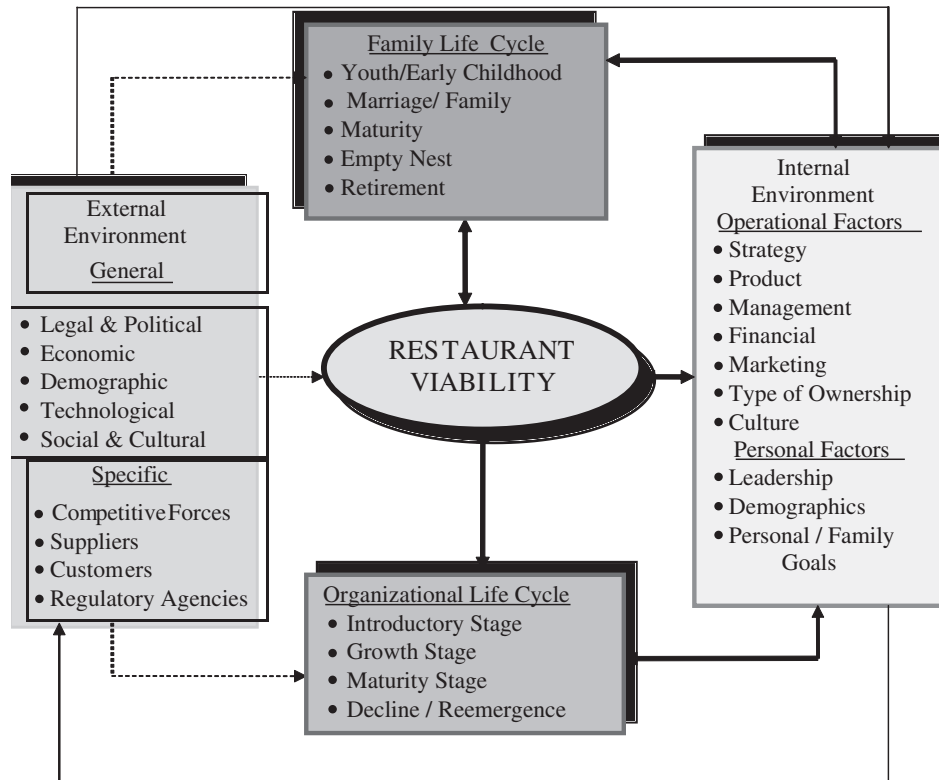 Family Life Cycle
• Youth/Early Childhood
• Marriage/ Family
• Maturity
• Empty Nest
• Retirement
External
Environment
General
• Legal & Political
• Economic
• Demographic
• Technological
• Social & Cultural
Specific
• Competitive Forces
• Suppliers
• Customers
• Regulatory Agencies
RESTAURANT
VIABILITY
Organizational Life Cycle
• Introductory Stage
• Growth Stage
• Maturity Stage
• Decline / Reemergence
Internal
Environment
Operational Factors
• Strategy
• Product
• Management
• Financial
• Marketing
• Type of Ownership
• Culture
Personal Factors
• Leadership
• Demographics
• Personal / Family
Goals